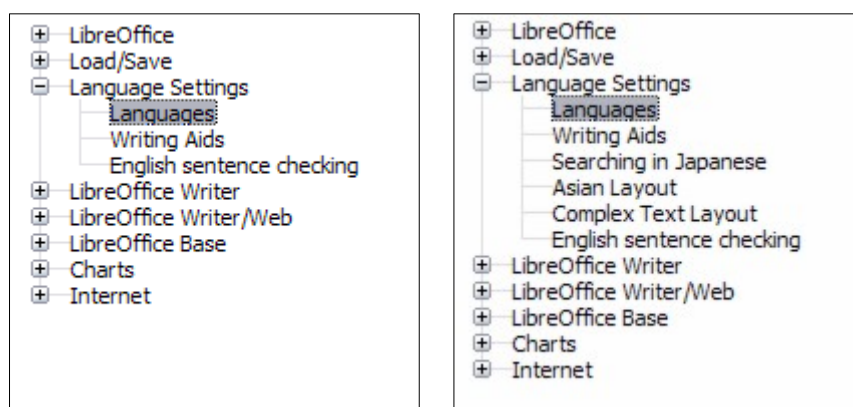 LibreOffice
Load/Save
Language Settings
Languages
Writing Aids
English sentence checking
LibreOffice Writer
LibreOffice Writer/Web
LibreOffice Base
Charts
Internet
LibreOffice
Load/Save
Language Settings
Languages
Writing Aids
Searching in Japanese
Asian Layout
Complex Text Layout
English sentence checking
LibreOffice Writer
LibreOffice Writer/Web
LibreOffice Base
Charts
Internet